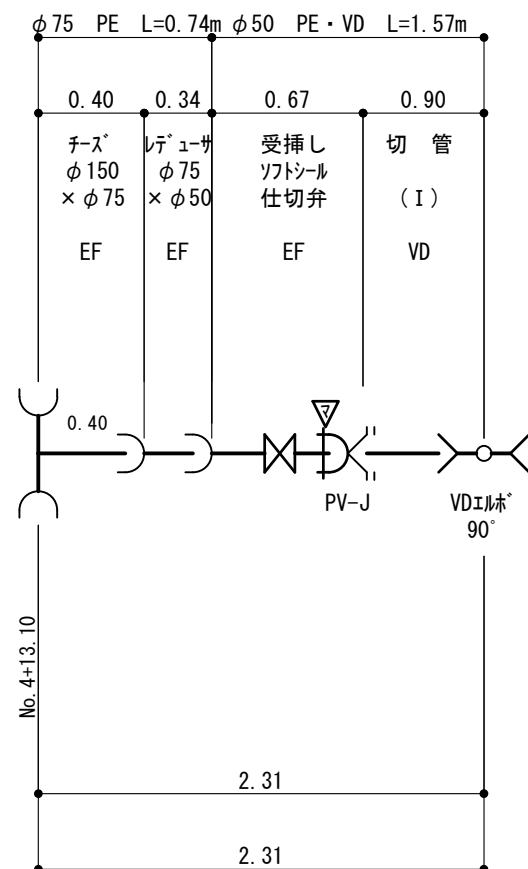 φ75 PE L=0.74m φ50 PE・VD L=1.57m
0.40 0.34 0.67 0.90
ﾁｰｽﾞ
φ150
×φ75
EF
ﾚﾃﾞｭｰｻ
φ75
×φ50
EF
受挿し
ｿﾌﾄｼｰﾙ
仕切弁
EF
切 管
(Ⅰ)
VD
0.40
マ
PV-J
VDｴﾙﾎﾞ
90°
No.4+13.10
2.31
2.31